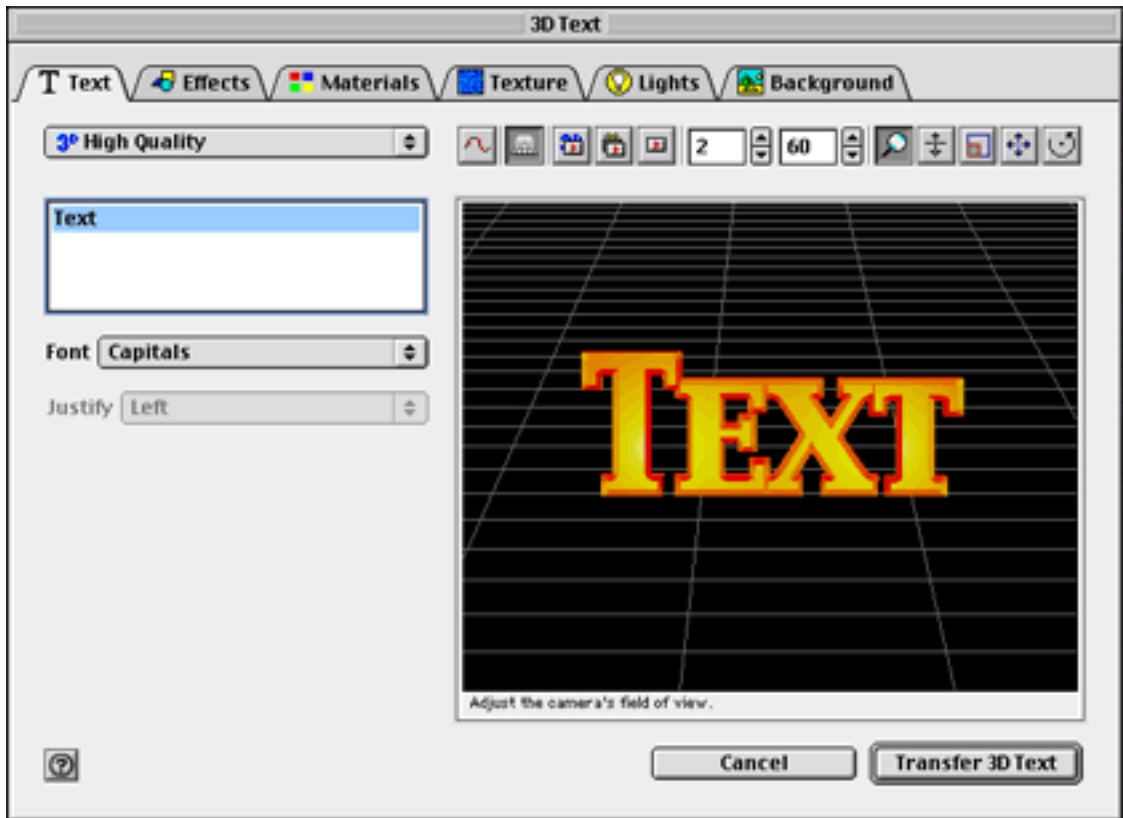 3D Text
Text Effects Materials Texture Lights Background
3D High Quality
2 60
Text
Font Capitals
Justify Left
TEXT
Adjust the camera's field of view.
? Cancel Transfer 3D Text